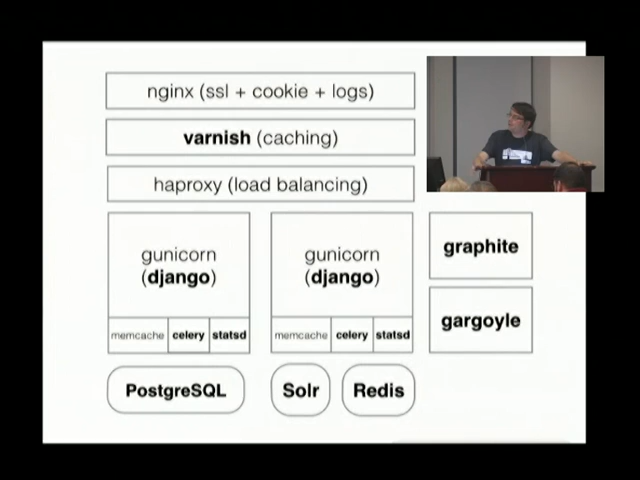 nginx (ssl + cookie + logs)
varnish (caching)
haproxy (load balancing)
gunicorn
(django)
memcache celery statsd
gunicorn
(django)
memcache celery statsd
graphite
gargoyle
PostgreSQL
Solr
Redis